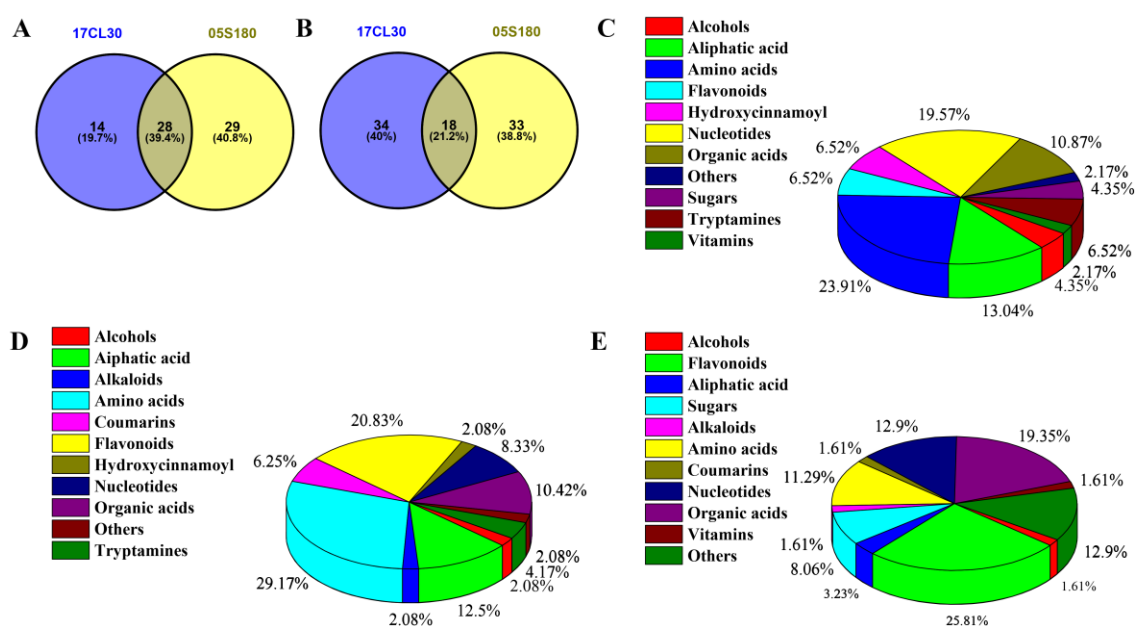 A
17CL30
05S180
14
(19.7%)
28
(39.4%)
29
(40.8%)
B
17CL30
05S180
34
(40%)
18
(21.2%)
33
(38.8%)
C
Alcohols
Aliphatic acid
Amino acids
Flavonoids
Hydroxycinnamoyl
Nucleotides
Organic acids
Others
Sugars
Tryptamines
Vitamins
19.57%
10.87%
6.52%
2.17%
6.52%
4.35%
6.52%
2.17%
23.91%
4.35%
13.04%
D
Alcohols
Aiphatic acid
Alkaloids
Amino acids
Coumarins
Flavonoids
Hydroxycinnamoyl
Nucleotides
Organic acids
Others
Tryptamines
20.83%
2.08%
8.33%
6.25%
10.42%
2.08%
4.17%
29.17%
2.08%
2.08%
12.5%
E
Alcohols
Flavonoids
Aliphatic acid
Sugars
Alkaloids
Amino acids
Coumarins
Nucleotides
Organic acids
Vitamins
Others
12.9%
19.35%
1.61%
11.29%
1.61%
1.61%
12.9%
8.06%
3.23%
1.61%
25.81%